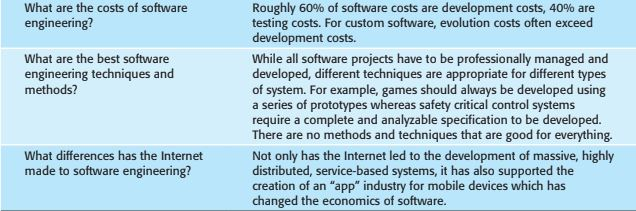 What are the costs of software
engineering?
Roughly 60% of software costs are development costs, 40% are
testing costs. For custom software, evolution costs often exceed
development costs.
What are the best software
engineering techniques and
methods?
While all software projects have to be professionally managed and
developed, different techniques are appropriate for different types
of system. For example, games should always be developed using
a series of prototypes whereas safety critical control systems
require a complete and analyzable specification to be developed.
There are no methods and techniques that are good for everything.
What differences has the Internet
made to software engineering?
Not only has the Internet led to the development of massive, highly
distributed, service-based systems, it has also supported the
creation of an “app” industry for mobile devices which has
changed the economics of software.